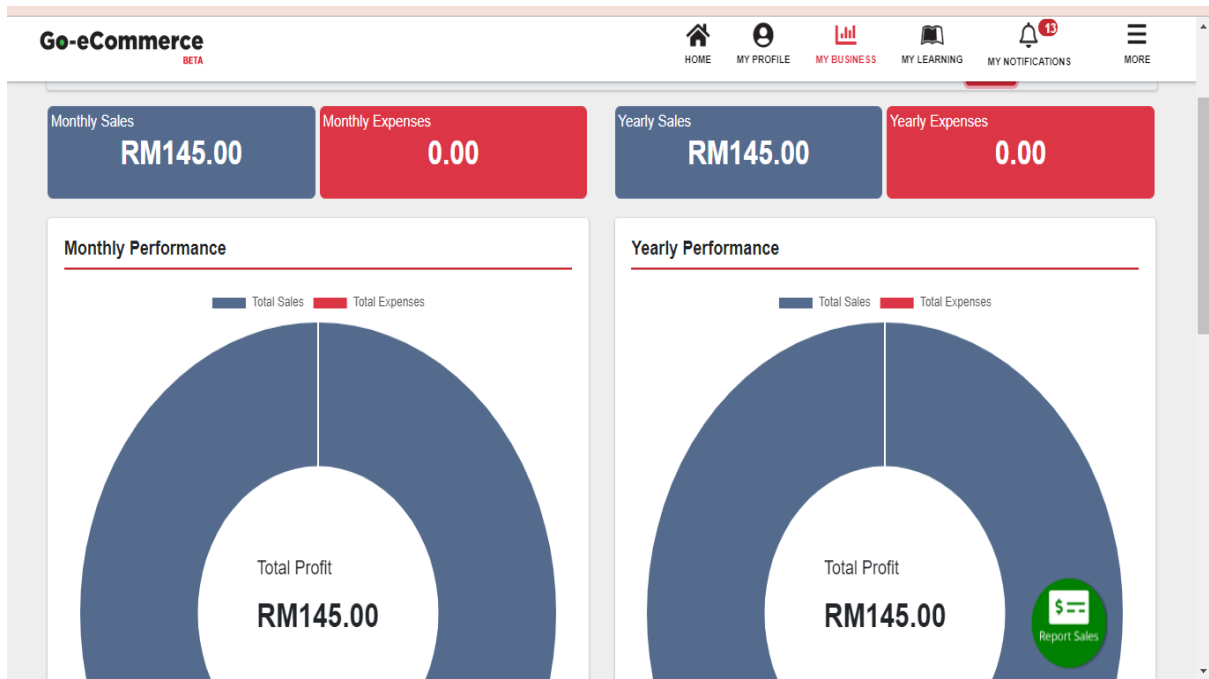 Go-eCommerce
BETA
HOME
MY PROFILE
MY BUSINESS
MY LEARNING
13
MY NOTIFICATIONS
MORE
Monthly Sales
RM145.00
Monthly Expenses
0.00
Yearly Sales
RM145.00
Yearly Expenses
0.00
Monthly Performance
Total Sales Total Expenses
Total Profit
RM145.00
Yearly Performance
Total Sales Total Expenses
Total Profit
RM145.00
$
Report Sales